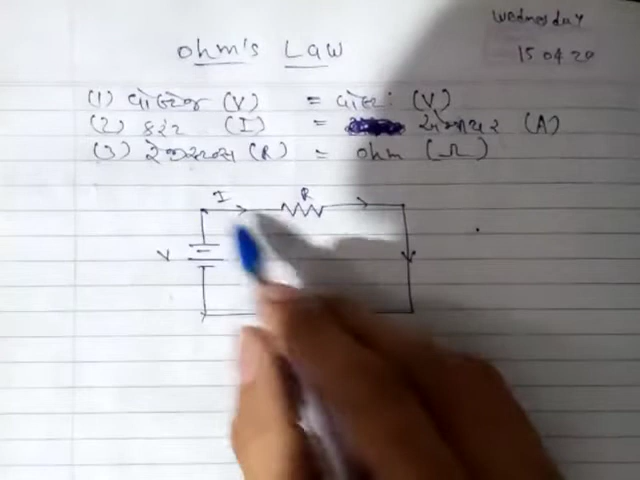 Wednesday
15.04.20
ohm's Law
(1) વોલ્ટેજ (V) = વોલ્ટ: (V)
(2) કરંટ (I) = એમ્પિયર (A)
(3) રેજીસ્ટન્સ (R) = ohm (Ω)
I R
V